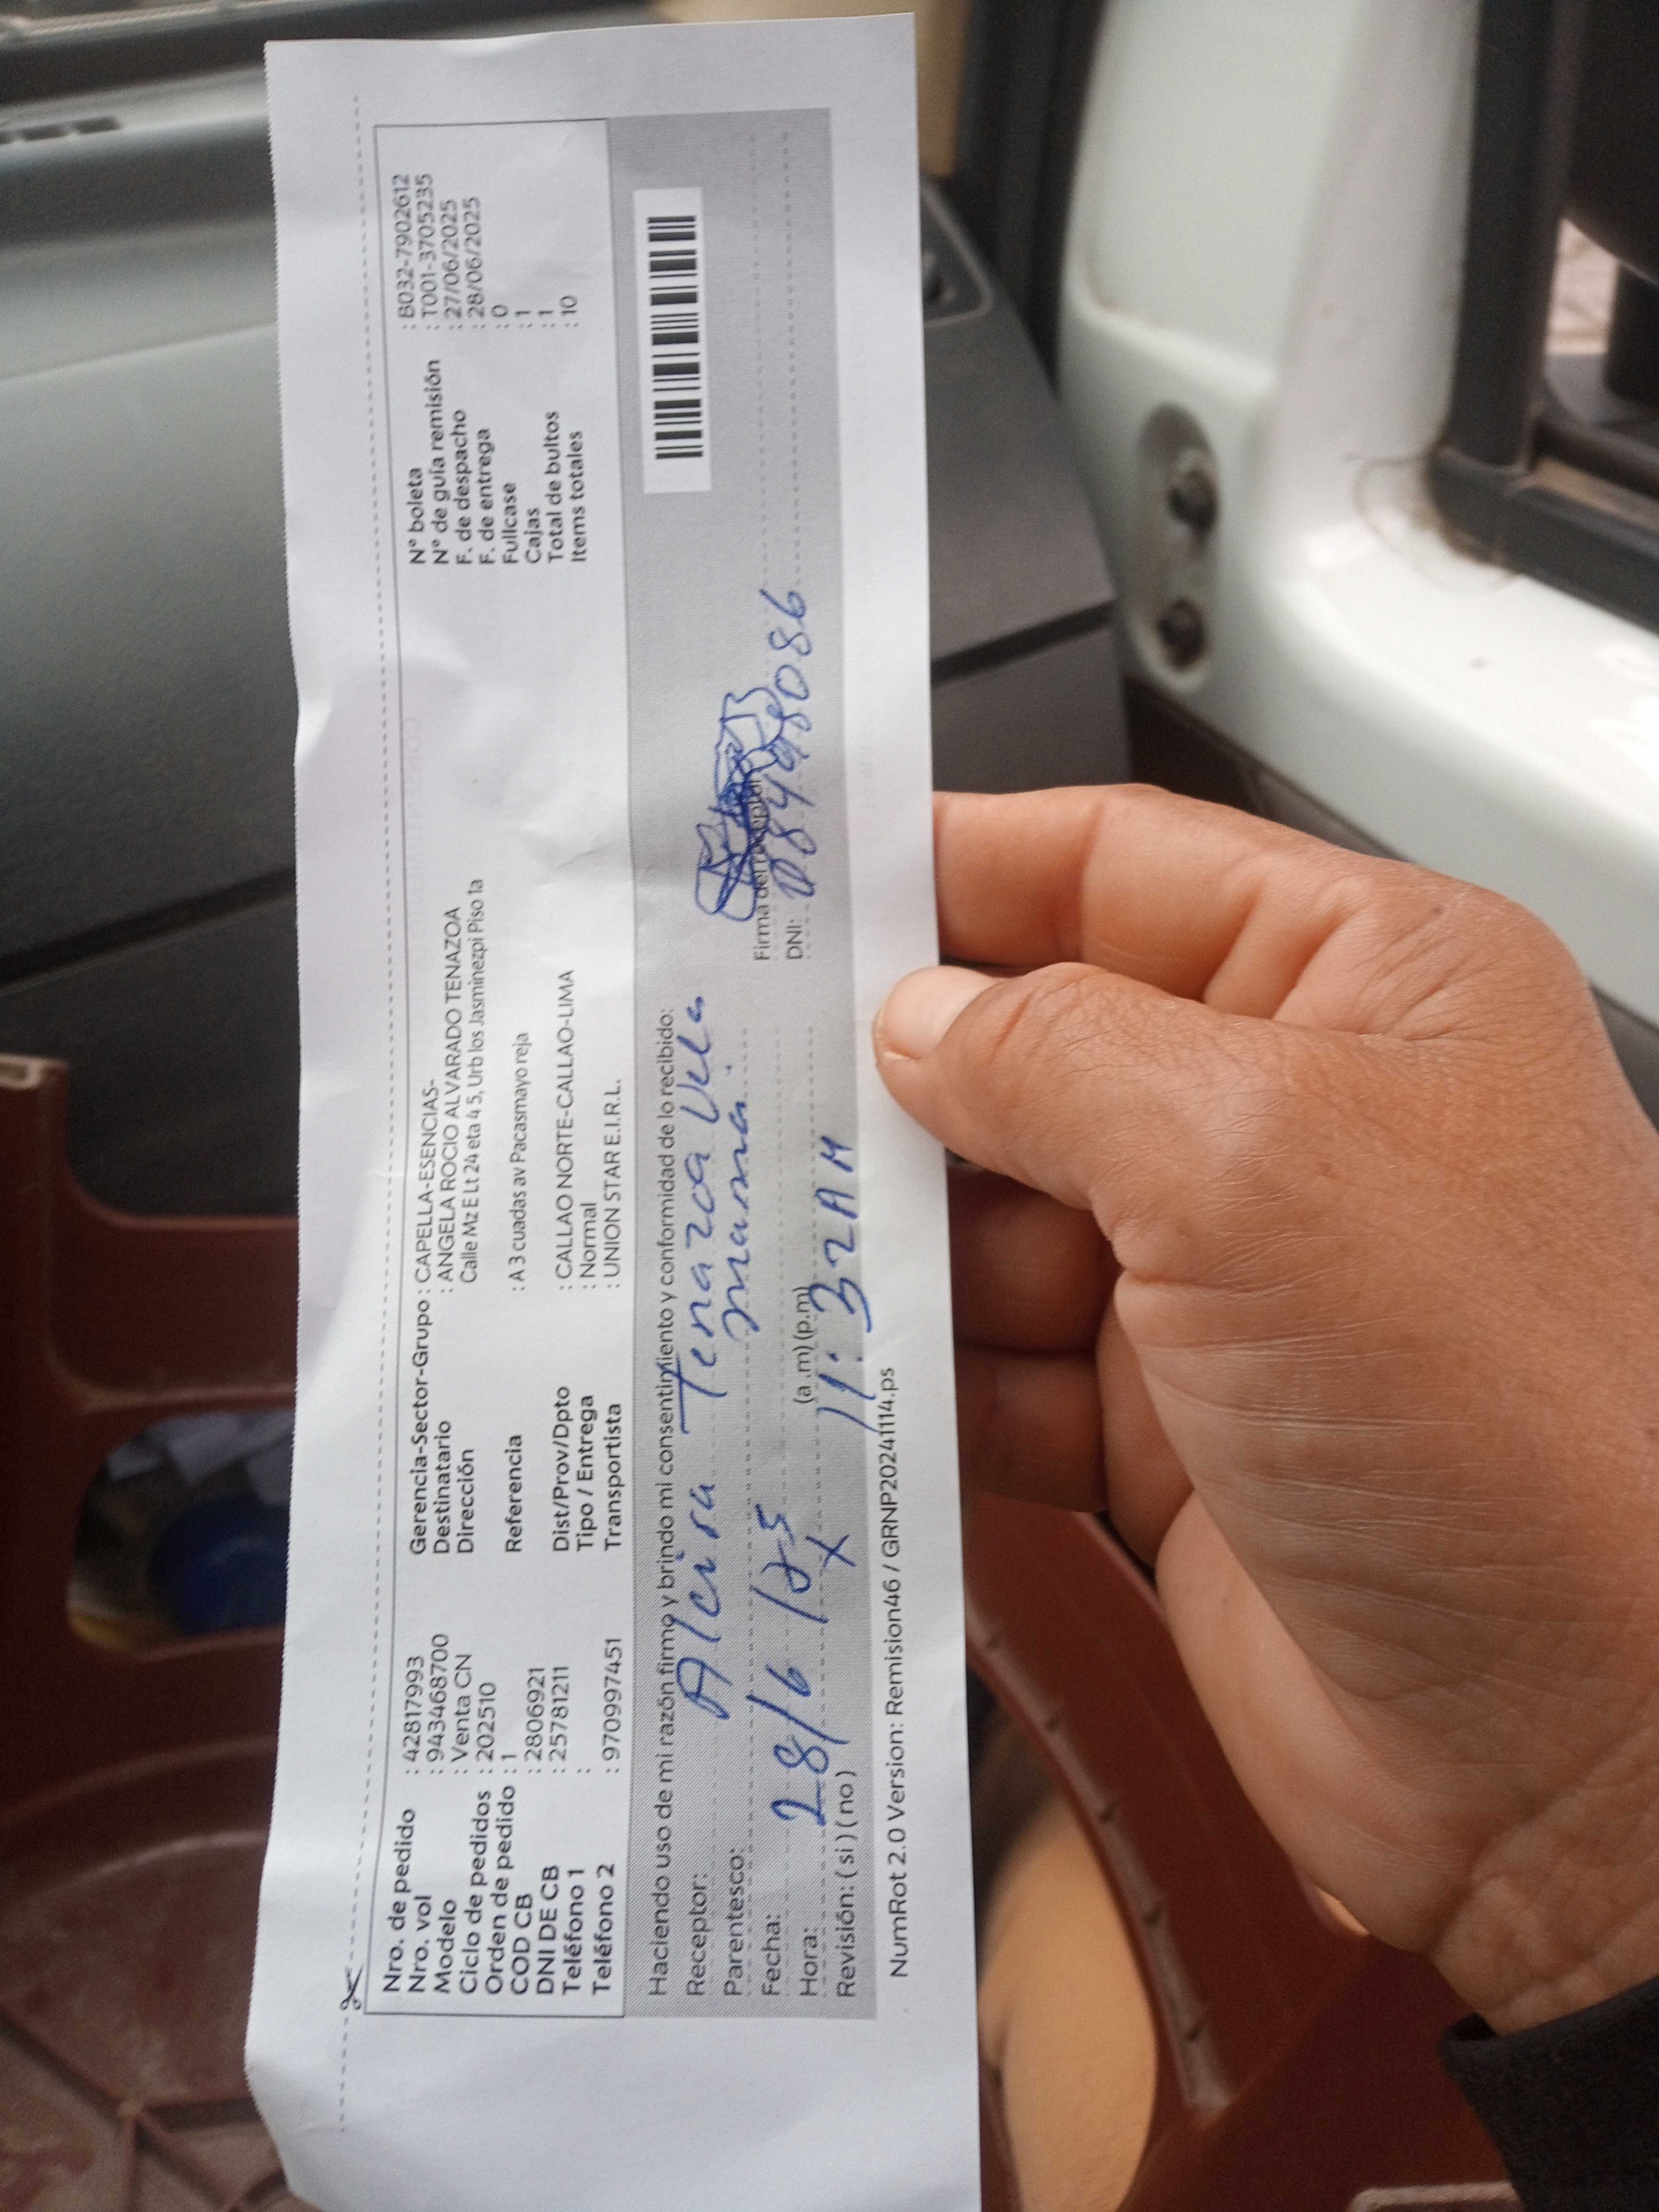 Nro. de pedido : 42817993
Nro. vol : 943468700
Modelo : Venta CN
Ciclo de pedidos : 202510
Orden de pedido : 1
COD CB : 2806921
DNI DE CB : 25781211
Teléfono 1 :
Teléfono 2 : 970997451
Gerencia-Sector-Grupo : CAPELLA-ESENCIAS-
Destinatario : ANGELA ROCIO ALVARADO TENAZOA
Dirección Calle Mz E Lt 24 eta 4 5, Urb los Jasminezpi Piso 1a
Referencia : A 3 cuadas av Pacasmayo reja
Dist/Prov/Dpto : CALLAO NORTE-CALLAO-LIMA
Tipo / Entrega : Normal
Transportista : UNION STAR E.I.R.L.
N° boleta : B032-7902612
N° de guía remisión : T001-3705235
F. de despacho : 27/06/2025
F. de entrega : 28/06/2025
Fullcase : 0
Cajas : 1
Total de bultos : 1
Items totales : 10
Haciendo uso de mi razón firmo y brindo mi consentimiento y conformidad de lo recibido:
Receptor: Alcira Tenazoa Vela
Parentesco: mamá
Fecha: 28/6/25
Hora: (a .m) (p.m) 11:32 AM
Revisión: ( si ) ( no ) X
Firma del receptor
DNI: 08498086
NumRot 2.0 Version: Remision46 / GRNP20241114.ps